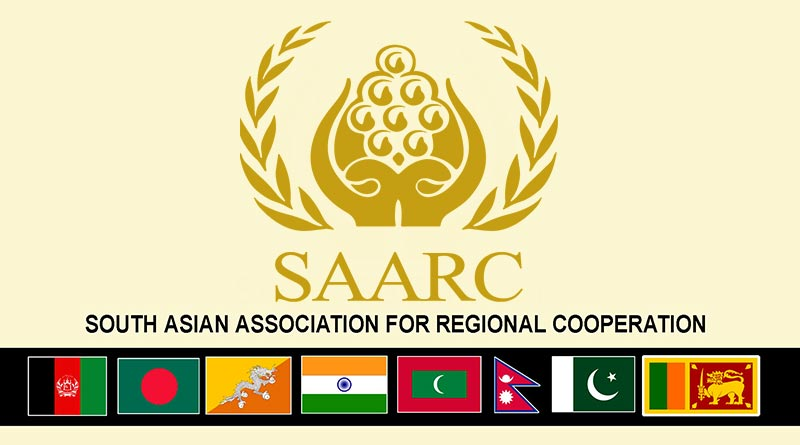 SAARC
SOUTH ASIAN ASSOCIATION FOR REGIONAL COOPERATION